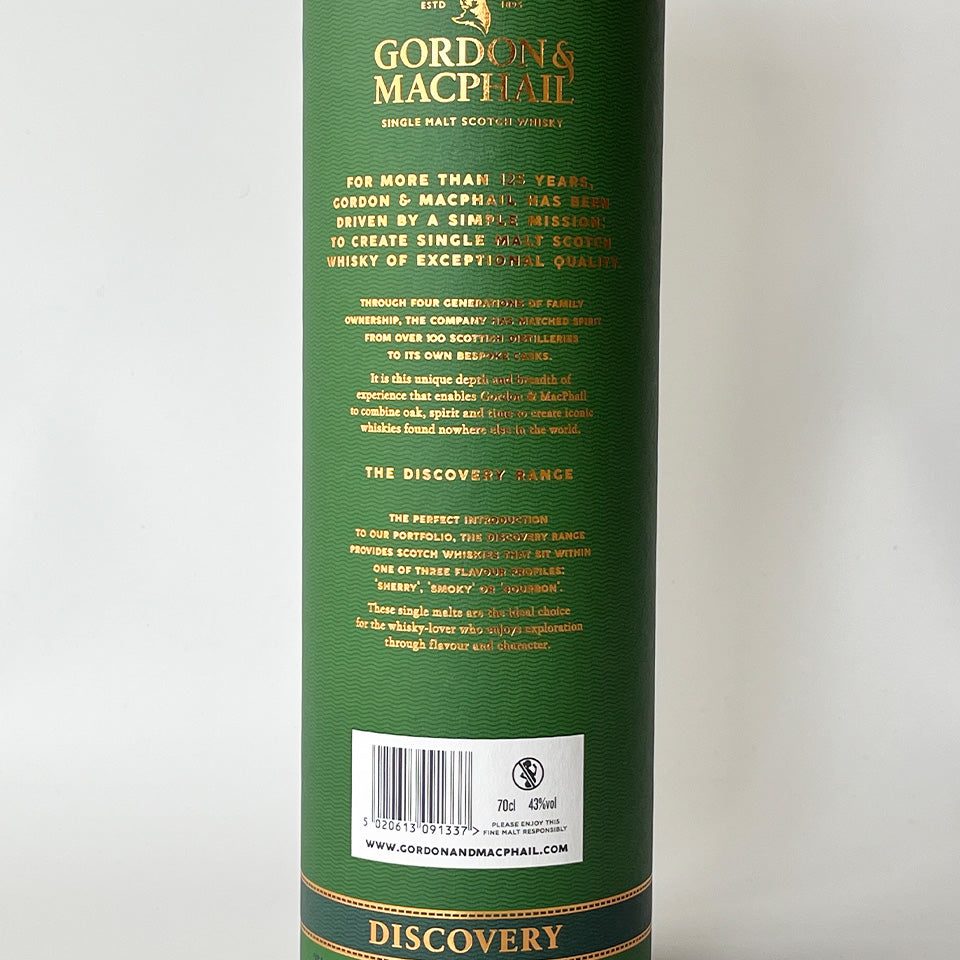 ESTD 1895
GORDON &
MACPHAIL
SINGLE MALT SCOTCH WHISKY
FOR MORE THAN 125 YEARS,
GORDON & MACPHAIL HAS BEEN
DRIVEN BY A SIMPLE MISSION:
TO CREATE SINGLE MALT SCOTCH
WHISKY OF EXCEPTIONAL QUALITY.
THROUGH FOUR GENERATIONS OF FAMILY
OWNERSHIP, THE COMPANY HAS MATCHED SPIRIT
FROM OVER 100 SCOTTISH DISTILLERIES
TO ITS OWN BESPOKE CASKS.
It is this unique depth and breadth of
experience that enables Gordon & MacPhail
to combine oak, spirit and time to create iconic
whiskies found nowhere else in the world.
THE DISCOVERY RANGE
THE PERFECT INTRODUCTION
TO OUR PORTFOLIO, THE DISCOVERY RANGE
PROVIDES SCOTCH WHISKIES THAT SIT WITHIN
ONE OF THREE FLAVOUR PROFILES:
'SHERRY', 'SMOKY' OR 'BOURBON'.
These single malts are the ideal choice
for the whisky-lover who enjoys exploration
through flavour and character.
70cl 43%vol
PLEASE ENJOY THIS
FINE MALT RESPONSIBLY
5 020613 091337 >
WWW.GORDONANDMACPHAIL.COM
DISCOVERY